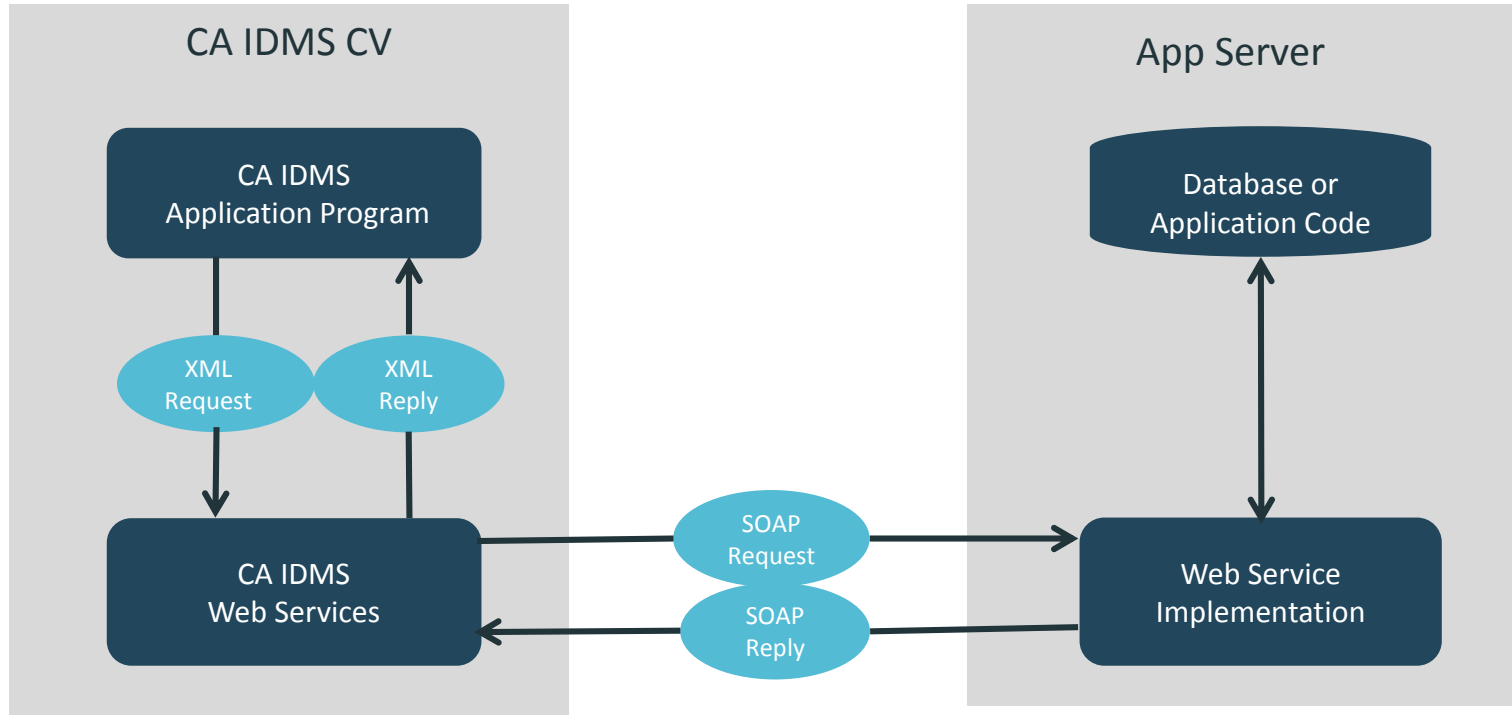 CA IDMS CV
App Server
CA IDMS
Application Program
Database or
Application Code
XML
Request
XML
Reply
SOAP
Request
CA IDMS
Web Services
Web Service
Implementation
SOAP
Reply